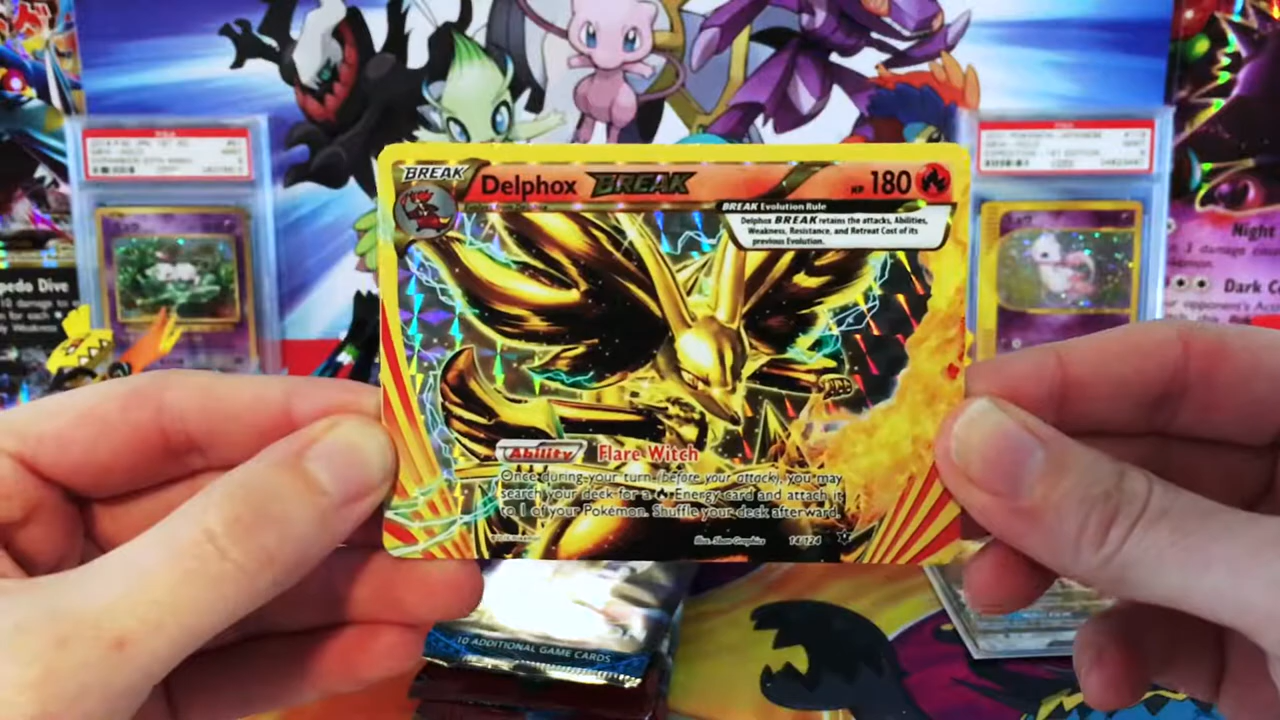 BREAK
Delphox BREAK
HP 180
BREAK Evolution Rule
Delphox BREAK retains the attacks, Abilities,
Weakness, Resistance, and Retreat Cost of its
previous Evolution.
Ability Flare Witch
Once during your turn (before your attack), you may
search your deck for a Energy card and attach it
to 1 of your Pokémon. Shuffle your deck afterward.
14/124
10 ADDITIONAL GAME CARDS
Night
Dark